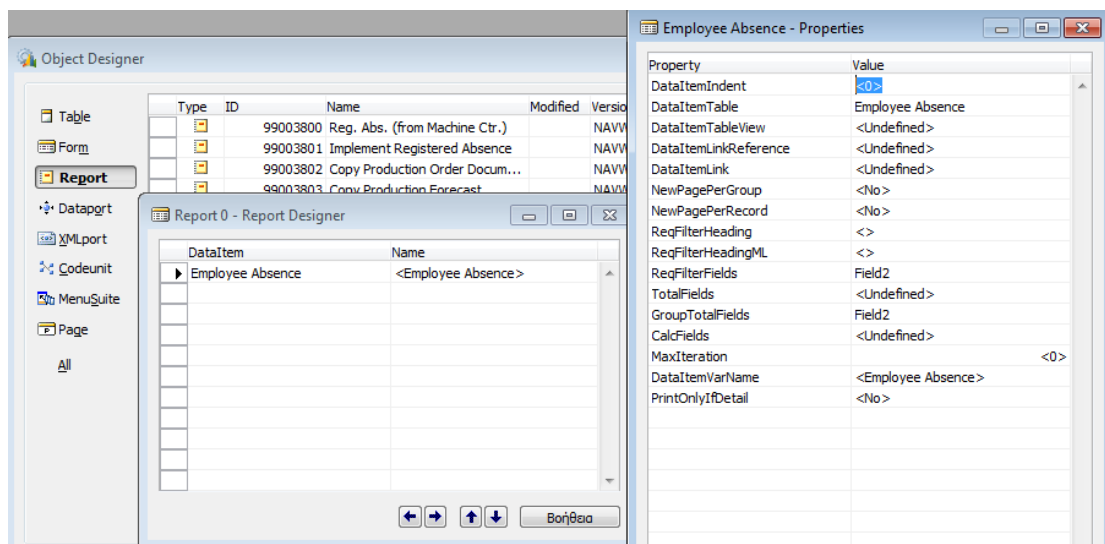 Object Designer
Table
Form
Report
Dataport
XMLport
Codeunit
MenuSuite
Page
All
Type ID Name Modified Versio
99003800 Reg. Abs. (from Machine Ctr.) NAVW
99003801 Implement Registered Absence NAVW
99003802 Copy Production Order Docum... NAVW
99003803 Copy Production Forecast NAVW
Report 0 - Report Designer
DataItem Name
Employee Absence <Employee Absence>
Βοήθεια
Employee Absence - Properties
Property Value
DataItemIndent <0>
DataItemTable Employee Absence
DataItemTableView <Undefined>
DataItemLinkReference <Undefined>
DataItemLink <Undefined>
NewPagePerGroup <No>
NewPagePerRecord <No>
ReqFilterHeading <>
ReqFilterHeadingML <>
ReqFilterFields Field2
TotalFields <Undefined>
GroupTotalFields Field2
CalcFields <Undefined>
MaxIteration <0>
DataItemVarName <Employee Absence>
PrintOnlyIfDetail <No>